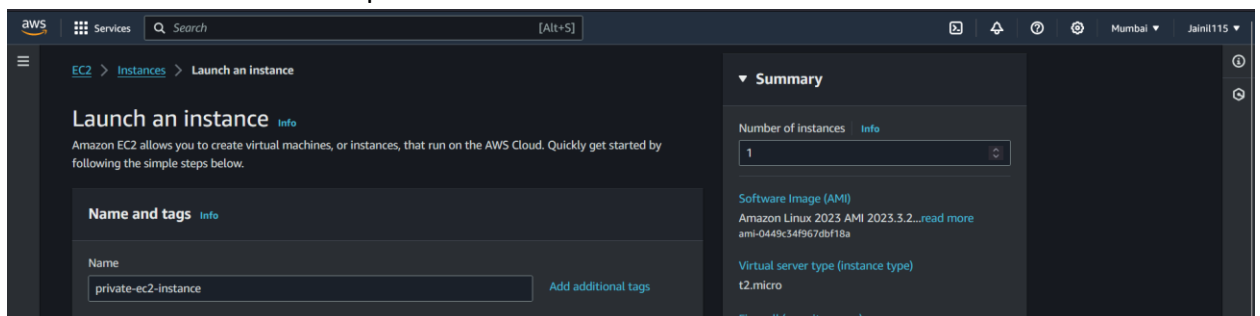 aws
Services
Search
[Alt+S]
Mumbai
Jainil115
EC2 > Instances > Launch an instance
Launch an instance Info
Amazon EC2 allows you to create virtual machines, or instances, that run on the AWS Cloud. Quickly get started by
following the simple steps below.
Name and tags Info
Name
private-ec2-instance
Add additional tags
Summary
Number of instances Info
1
Software Image (AMI)
Amazon Linux 2023 AMI 2023.3.2...read more
ami-0449c34f967dbf18a
Virtual server type (instance type)
t2.micro